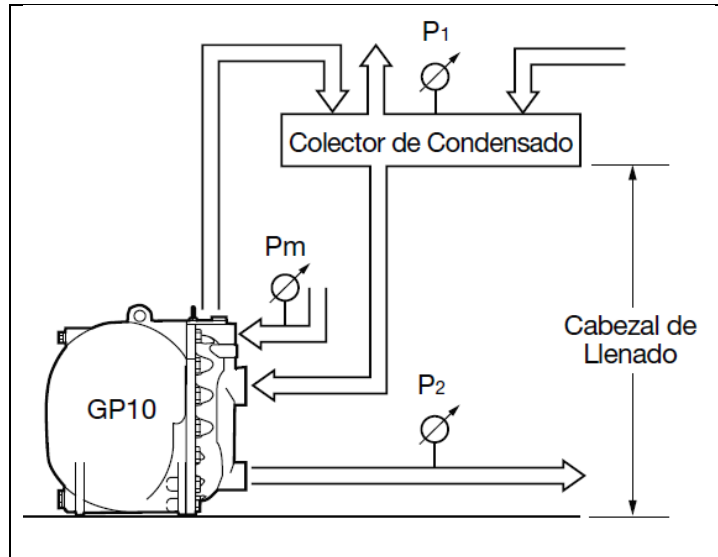 P1
Colector de Condensado
Pm
Cabezal de
Llenado
P2
GP10